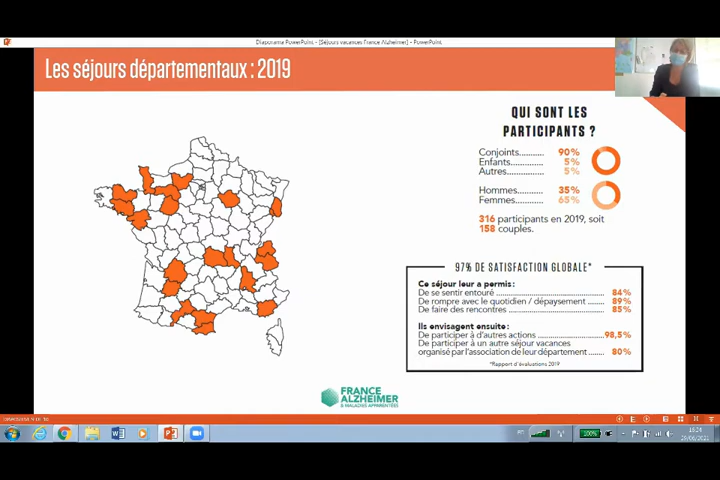 Diaporama PowerPoint - [Séjours vacances France Alzheimer] - PowerPoint
Les séjours départementaux : 2019
QUI SONT LES
PARTICIPANTS ?
Conjoints........... 90%
Enfants.............. 5%
Autres................ 5%
Hommes............ 35%
Femmes............ 65%
316 participants en 2019, soit
158 couples.
97% DE SATISFACTION GLOBALE*
Ce séjour leur a permis :
De se sentir entouré ........ 84%
De rompre avec le quotidien / dépaysement ....... 89%
De faire des rencontres ........ 85%
Ils envisagent ensuite :
De participer à d'autres actions ........ 98,5%
De participer à un autre séjour vacances
organisé par l'association de leur département ....... 80%
*Rapport d'évaluations 2019
FRANCE
ALZHEIMER
& MALADIES APPARENTÉES
100%